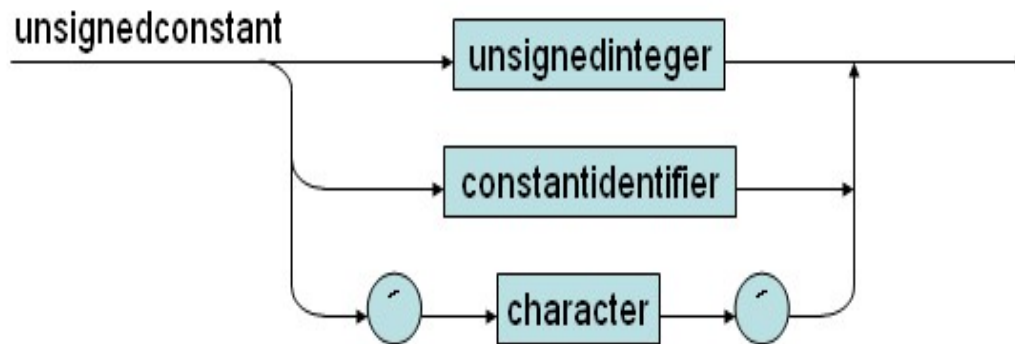 unsignedconstant
unsignedinteger
constantidentifier
´ character ´